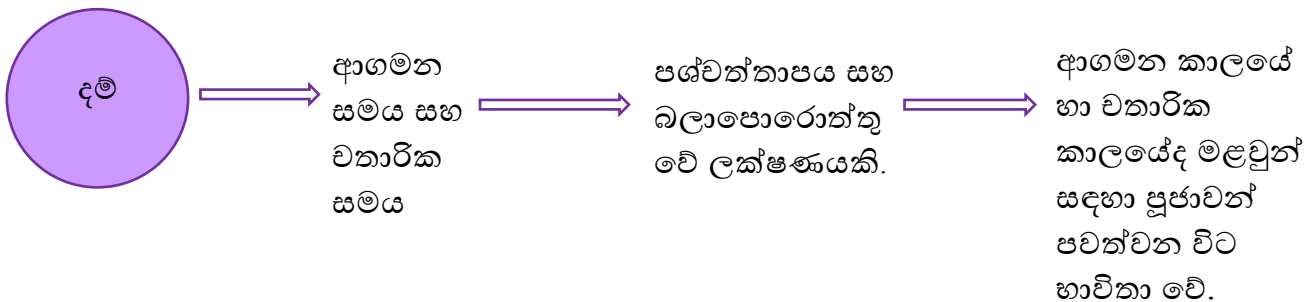 දම්
ආගමන
සමය සහ
චතාරික
සමය
පශ්චත්තාපය සහ
බලාපොරොත්තු
වේ ලක්ෂණයකි.
ආගමන කාලයේ
හා චතාරික
කාලයේද මළවුන්
සඳහා පූජාවන්
පවත්වන විට
භාවිතා වේ.